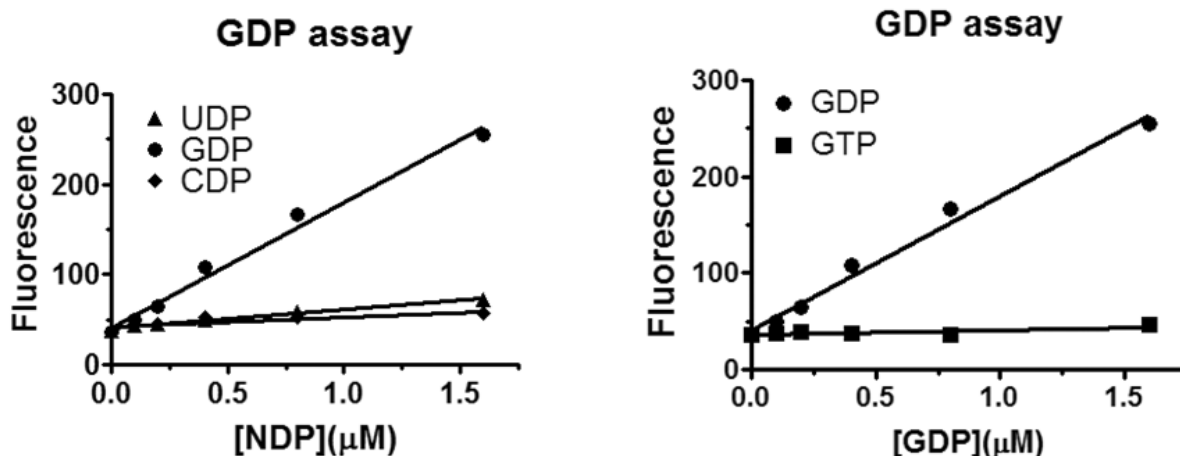 GDP assay
300
200
100
0
Fluorescence
UDP
GDP
CDP
0.0
0.5
1.0
1.5
[NDP](μM)
GDP assay
300
200
100
0
Fluorescence
GDP
GTP
0.0
0.5
1.0
1.5
[GDP](μM)